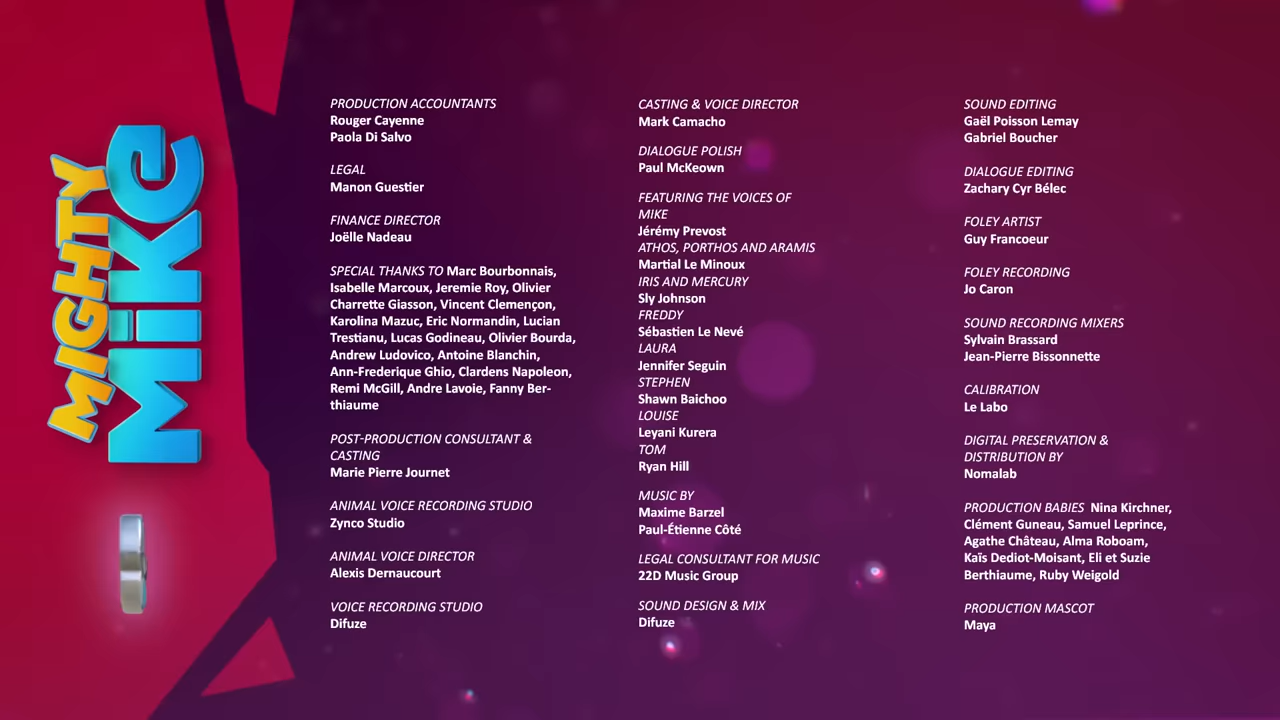 MIGHTY
MiKe
PRODUCTION ACCOUNTANTS
Rouger Cayenne
Paola Di Salvo
LEGAL
Manon Guestier
FINANCE DIRECTOR
Joëlle Nadeau
SPECIAL THANKS TO Marc Bourbonnais,
Isabelle Marcoux, Jeremie Roy, Olivier
Charrette Giasson, Vincent Clemençon,
Karolina Mazuc, Eric Normandin, Lucian
Trestianu, Lucas Godineau, Olivier Bourda,
Andrew Ludovico, Antoine Blanchin,
Ann-Frederique Ghio, Clardens Napoleon,
Remi McGill, Andre Lavoie, Fanny Ber-
thiaume
POST-PRODUCTION CONSULTANT &
CASTING
Marie Pierre Journet
ANIMAL VOICE RECORDING STUDIO
Zynco Studio
ANIMAL VOICE DIRECTOR
Alexis Dernaucourt
VOICE RECORDING STUDIO
Difuze
CASTING & VOICE DIRECTOR
Mark Camacho
DIALOGUE POLISH
Paul McKeown
FEATURING THE VOICES OF
MIKE
Jérémy Prevost
ATHOS, PORTHOS AND ARAMIS
Martial Le Minoux
IRIS AND MERCURY
Sly Johnson
FREDDY
Sébastien Le Nevé
LAURA
Jennifer Seguin
STEPHEN
Shawn Baichoo
LOUISE
Leyani Kurera
TOM
Ryan Hill
MUSIC BY
Maxime Barzel
Paul-Étienne Côté
LEGAL CONSULTANT FOR MUSIC
22D Music Group
SOUND DESIGN & MIX
Difuze
SOUND EDITING
Gaël Poisson Lemay
Gabriel Boucher
DIALOGUE EDITING
Zachary Cyr Bélec
FOLEY ARTIST
Guy Francoeur
FOLEY RECORDING
Jo Caron
SOUND RECORDING MIXERS
Sylvain Brassard
Jean-Pierre Bissonnette
CALIBRATION
Le Labo
DIGITAL PRESERVATION &
DISTRIBUTION BY
Nomalab
PRODUCTION BABIES Nina Kirchner,
Clément Guneau, Samuel Leprince,
Agathe Château, Alma Roboam,
Kaïs Dediot-Moisant, Eli et Suzie
Berthiaume, Ruby Weigold
PRODUCTION MASCOT
Maya